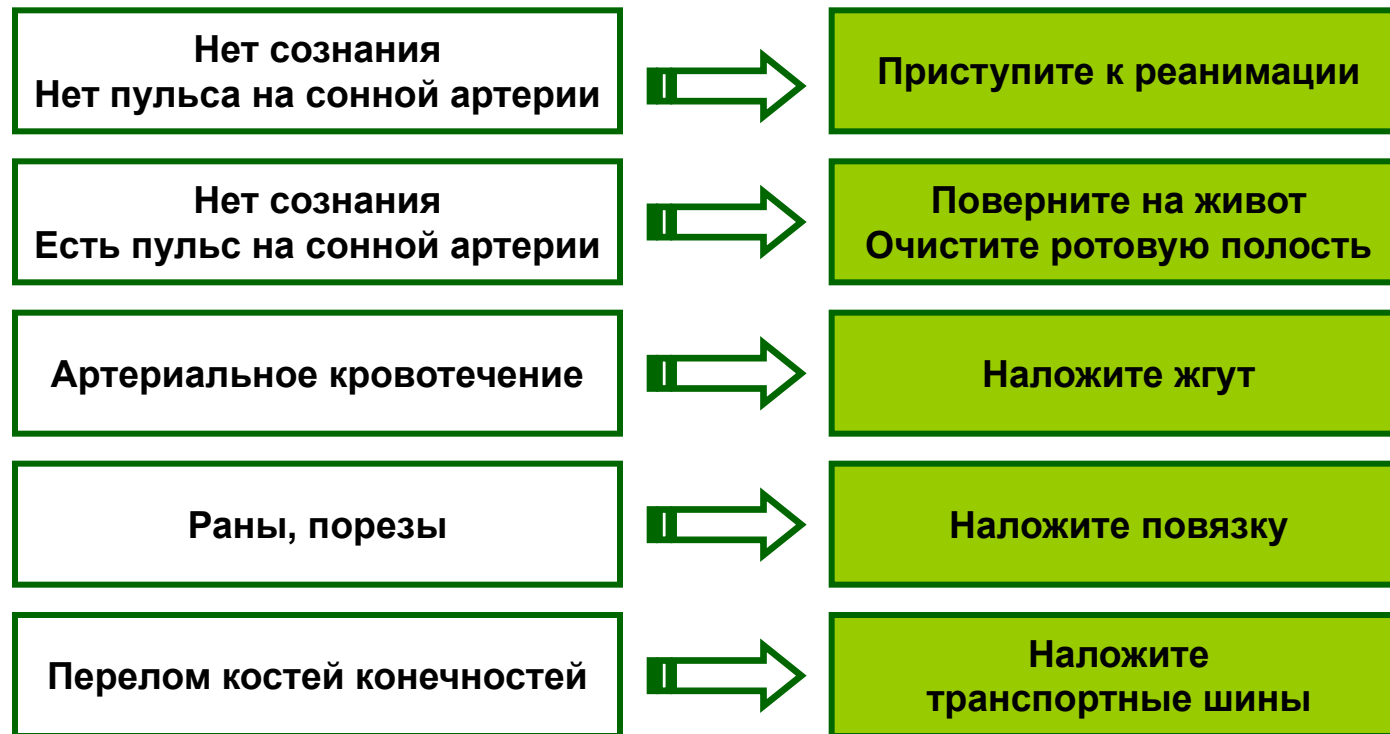 Нет сознания
Нет пульса на сонной артерии
Приступите к реанимации
Нет сознания
Есть пульс на сонной артерии
Поверните на живот
Очистите ротовую полость
Артериальное кровотечение
Наложите жгут
Раны, порезы
Наложите повязку
Перелом костей конечностей
Наложите
транспортные шины